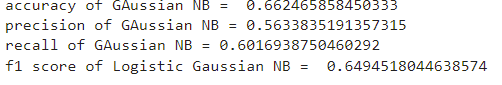 accuracy of GAussian NB =  0.662465858450333
precision of GAussian NB = 0.5633835191357315
recall of GAussian NB = 0.6016938750460292
f1 score of Logistic Gaussian NB =  0.6494518044638574